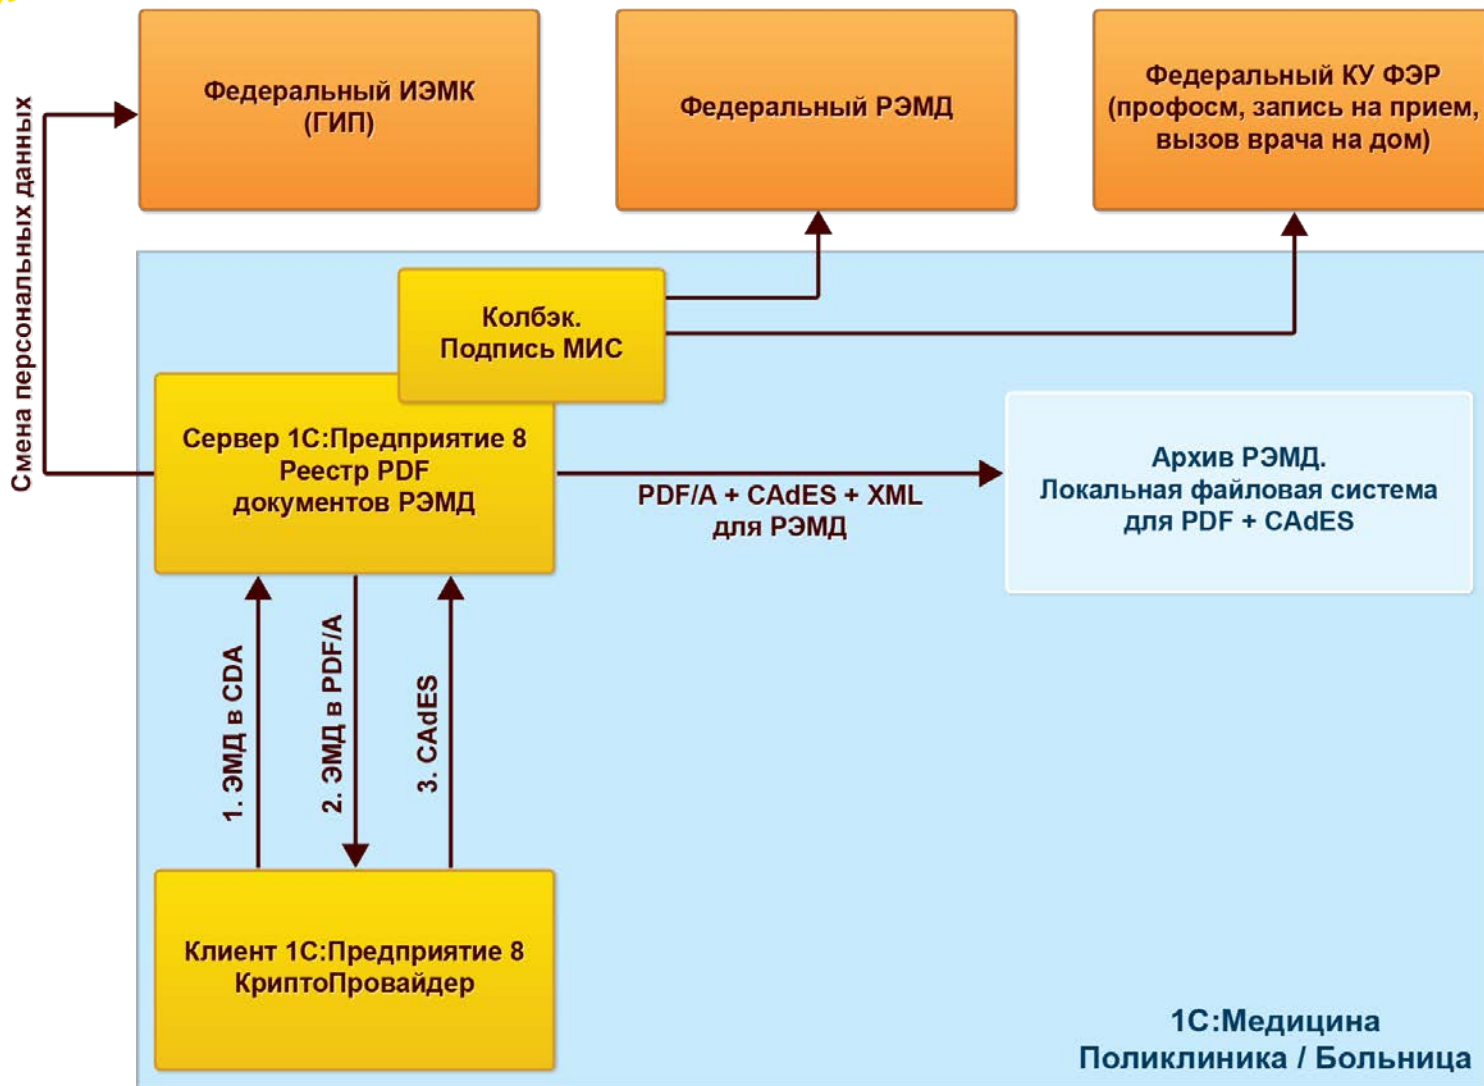 Федеральный ИЭМК
(ГИП)
Федеральный РЭМД
Федеральный КУ ФЭР
(профосм, запись на прием,
вызов врача на дом)
Смена персональных данных
Колбэк.
Подпись МИС
Сервер 1С:Предприятие 8
Реестр PDF
документов РЭМД
PDF/A + CAdES + XML
для РЭМД
Архив РЭМД.
Локальная файловая система
для PDF + CAdES
1. ЭМД в CDA
2. ЭМД в PDF/A
3. CAdES
Клиент 1С:Предприятие 8
КриптоПровайдер
1С:Медицина
Поликлиника / Больница